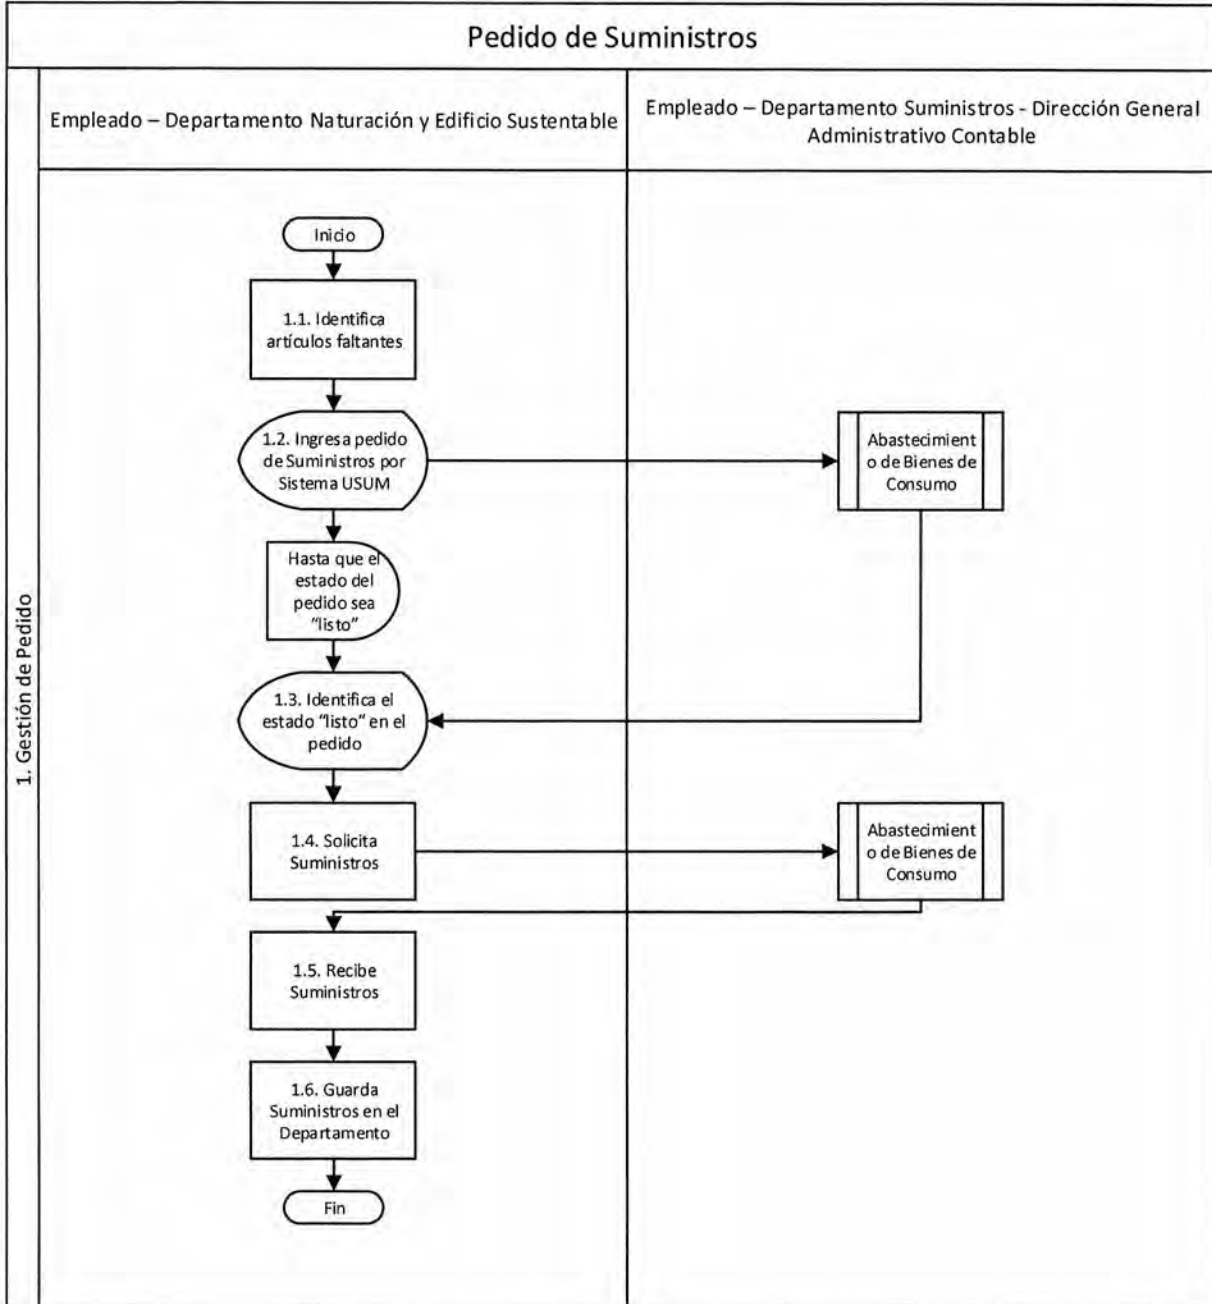 Pedido de Suministros
Empleado – Departamento Naturación y Edificio Sustentable
Empleado – Departamento Suministros - Dirección General
Administrativo Contable
1. Gestión de Pedido
Inicio
1.1. Identifica
artículos faltantes
1.2. Ingresa pedido
de Suministros por
Sistema USUM
Abastecimient
o de Bienes de
Consumo
Hasta que el
estado del
pedido sea
“listo”
1.3. Identifica el
estado “listo” en el
pedido
1.4. Solicita
Suministros
Abastecimient
o de Bienes de
Consumo
1.5. Recibe
Suministros
1.6. Guarda
Suministros en el
Departamento
Fin